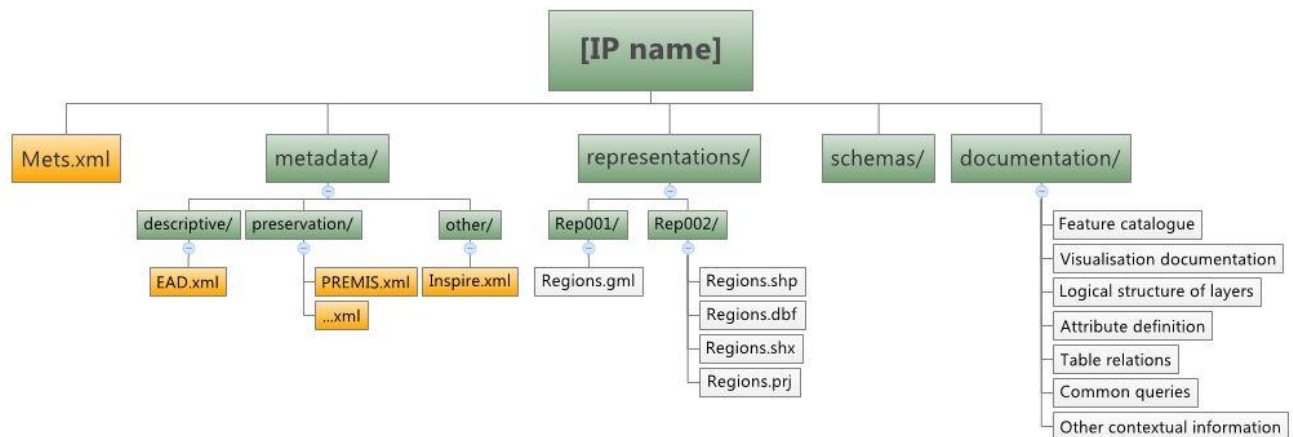 [IP name]
Mets.xml
metadata/
representations/
schemas/
documentation/
descriptive/
preservation/
other/
Rep001/
Rep002/
EAD.xml
PREMIS.xml
...xml
Inspire.xml
Regions.gml
Regions.shp
Regions.dbf
Regions.shx
Regions.prj
Feature catalogue
Visualisation documentation
Logical structure of layers
Attribute definition
Table relations
Common queries
Other contextual information